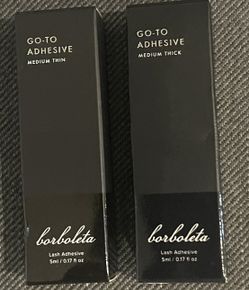 GO-TO
ADHESIVE
MEDIUM THIN
borboleta
Lash Adhesive
5ml / 0.17 fl oz
GO-TO
ADHESIVE
MEDIUM THICK
borboleta
Lash Adhesive
5ml / 0.17 fl oz